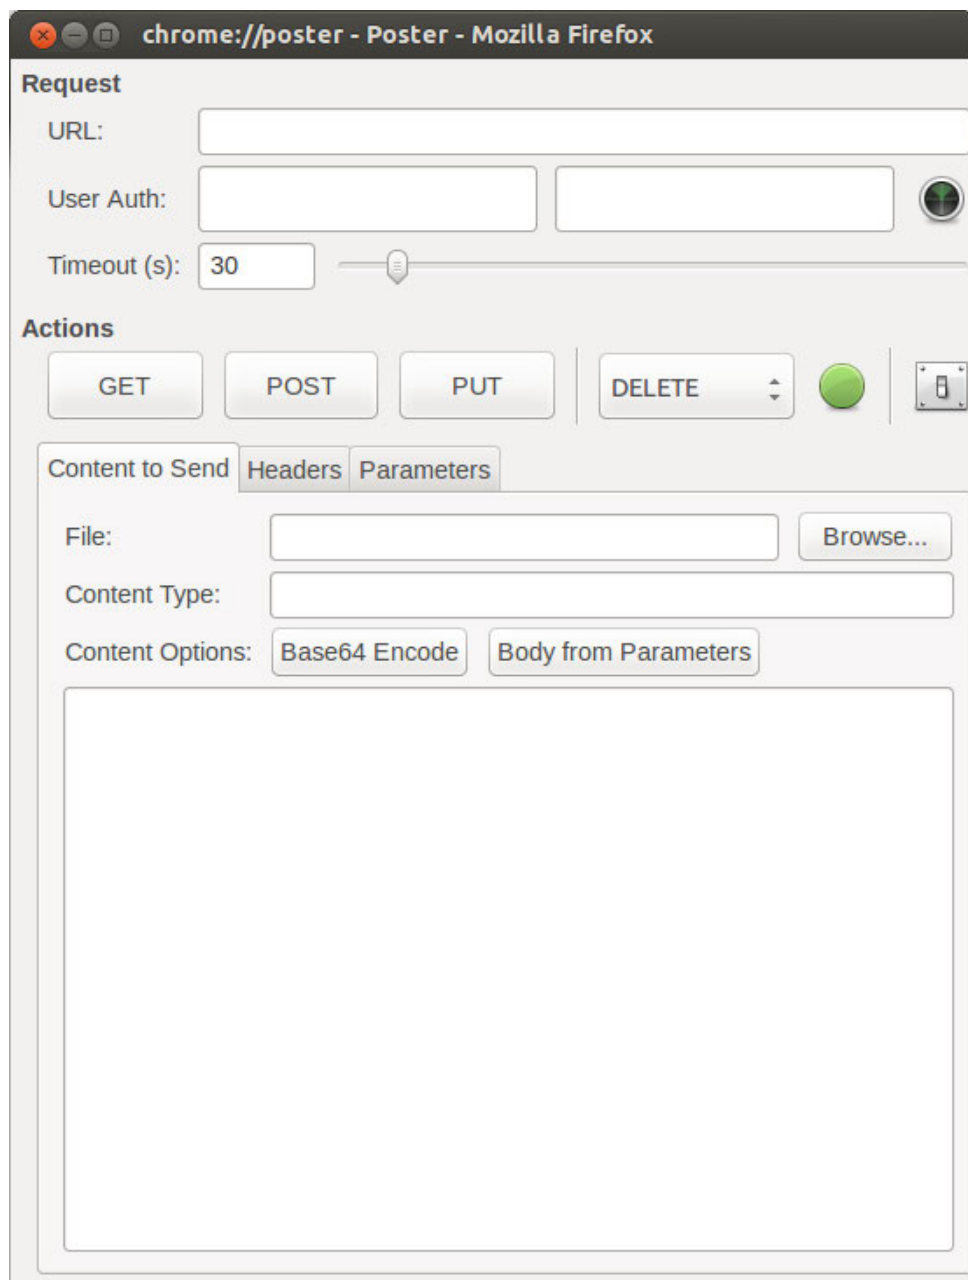 chrome://poster - Poster - Mozilla Firefox
Request
URL:
User Auth:
Timeout (s): 30
Actions
GET POST PUT DELETE
Content to Send Headers Parameters
File: Browse...
Content Type:
Content Options: Base64 Encode Body from Parameters